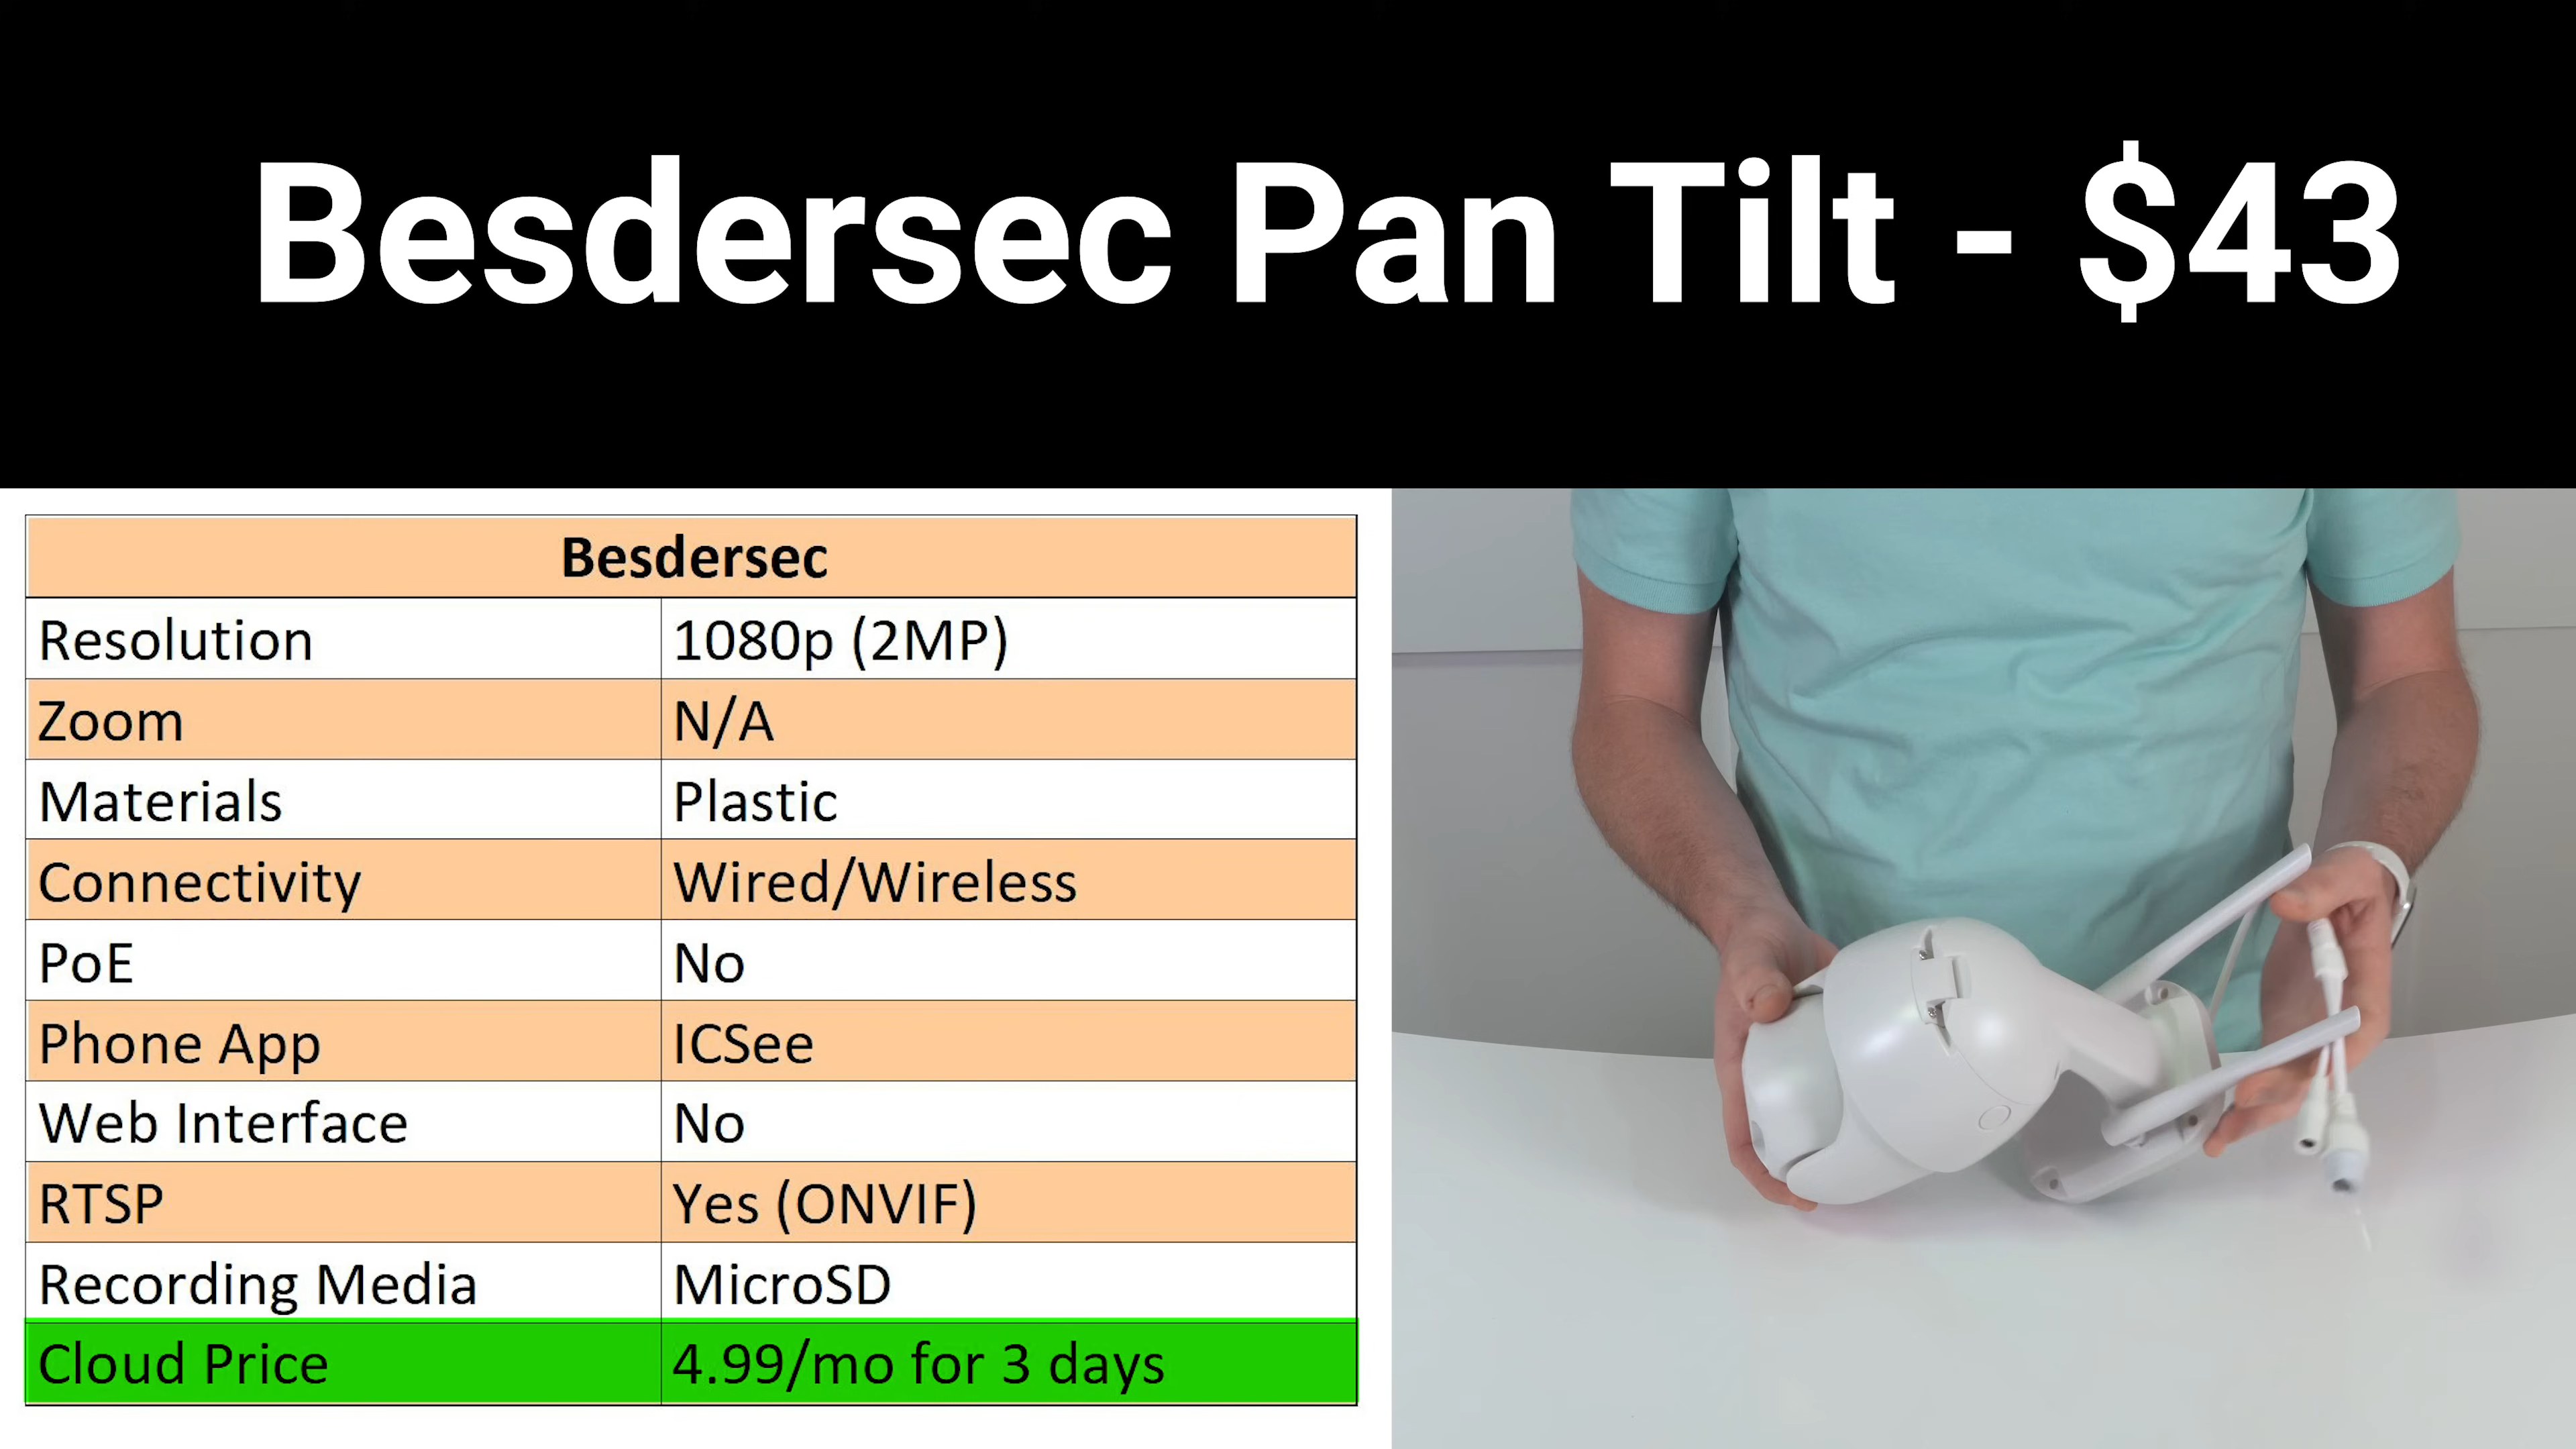 Besdersec Pan Tilt - $43
Besdersec
Resolution 1080p (2MP)
Zoom N/A
Materials Plastic
Connectivity Wired/Wireless
PoE No
Phone App ICSee
Web Interface No
RTSP Yes (ONVIF)
Recording Media MicroSD
Cloud Price 4.99/mo for 3 days